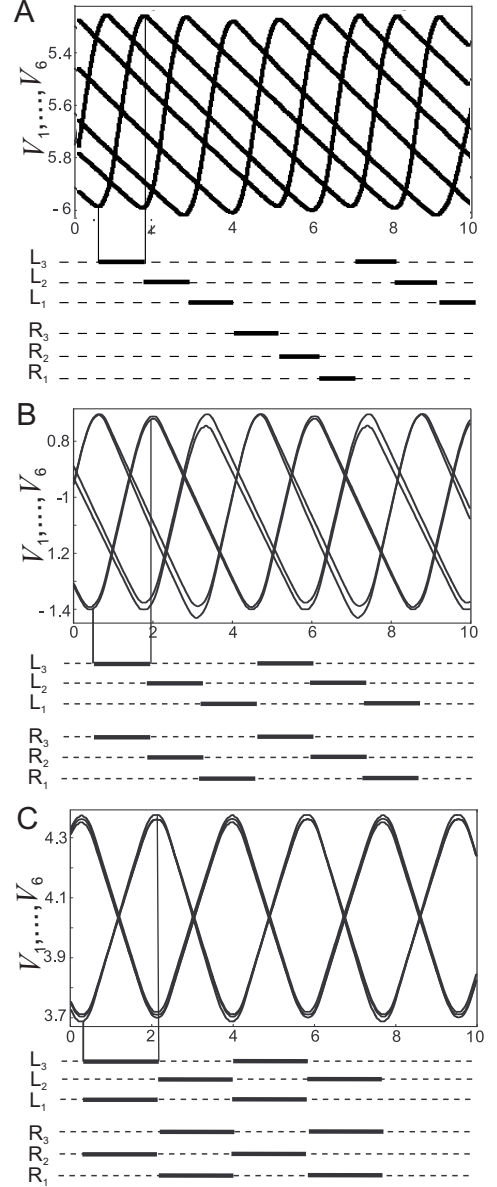 A
V1,...,V6
5.4
5.6
5.8
- 6
0 2 4 6 8 10
L3
L2
L1
R3
R2
R1
B
V1,...,V6
0.8
-1
1.2
- 1.4
0 2 4 6 8 10
L3
L2
L1
R3
R2
R1
C
V1,...,V6
4.3
4.1
3.9
3.7
0 2 4 6 8 10
L3
L2
L1
R3
R2
R1